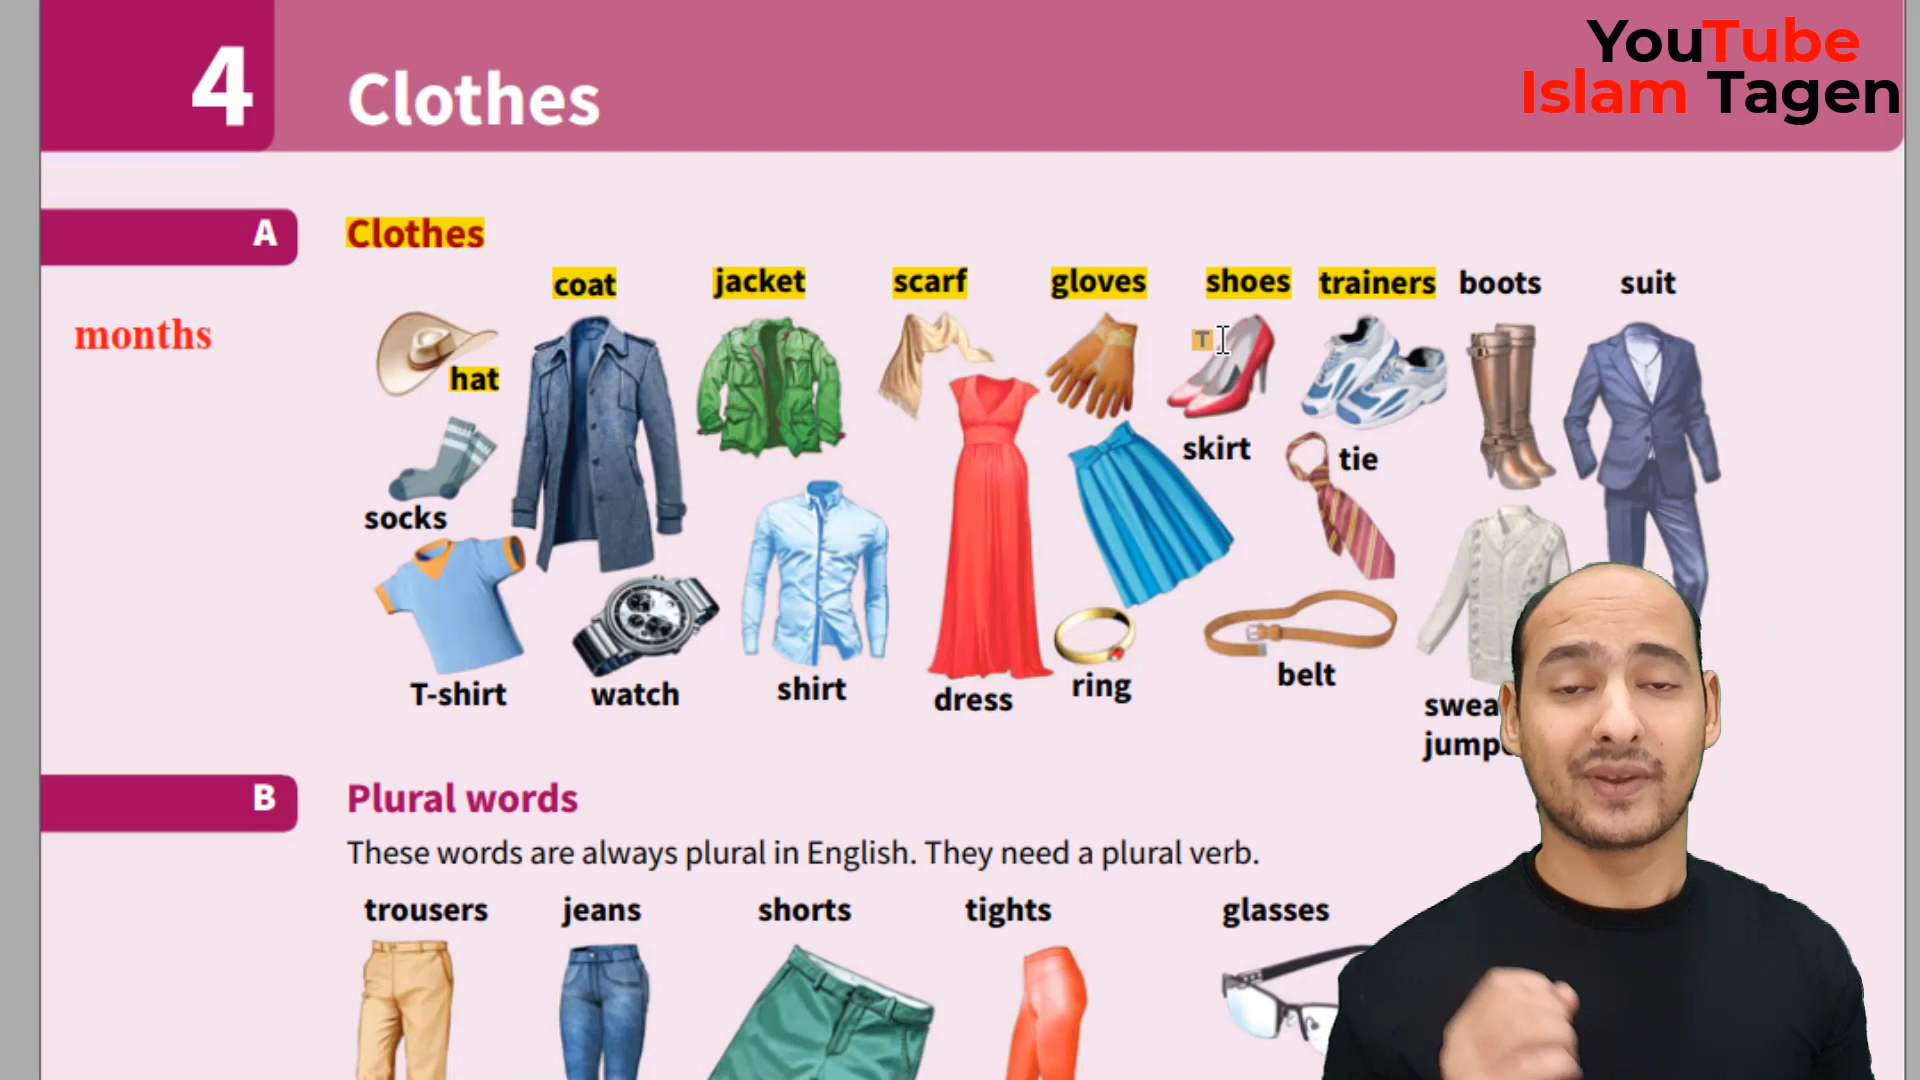 YouTube
Islam Tagen
4 Clothes
A Clothes
months
coat jacket scarf gloves shoes trainers boots suit
T
hat
skirt
tie
socks
T-shirt watch shirt dress ring belt
B Plural words
These words are always plural in English. They need a plural verb.
trousers jeans shorts tights glasses